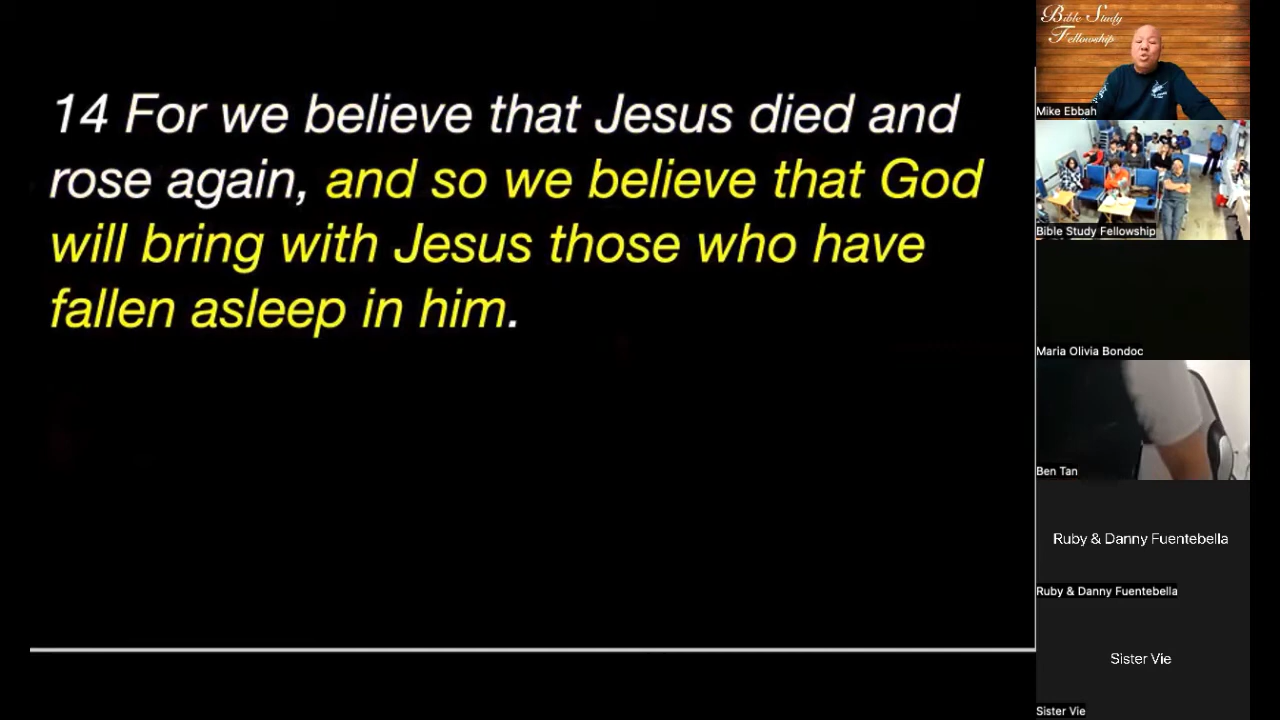 14 For we believe that Jesus died and
rose again, and so we believe that God
will bring with Jesus those who have
fallen asleep in him.
Bible Study
Fellowship
Mike Ebbah
Bible Study Fellowship
Maria Olivia Bondoc
Ben Tan
Ruby & Danny Fuentebella
Ruby & Danny Fuentebella
Sister Vie
Sister Vie